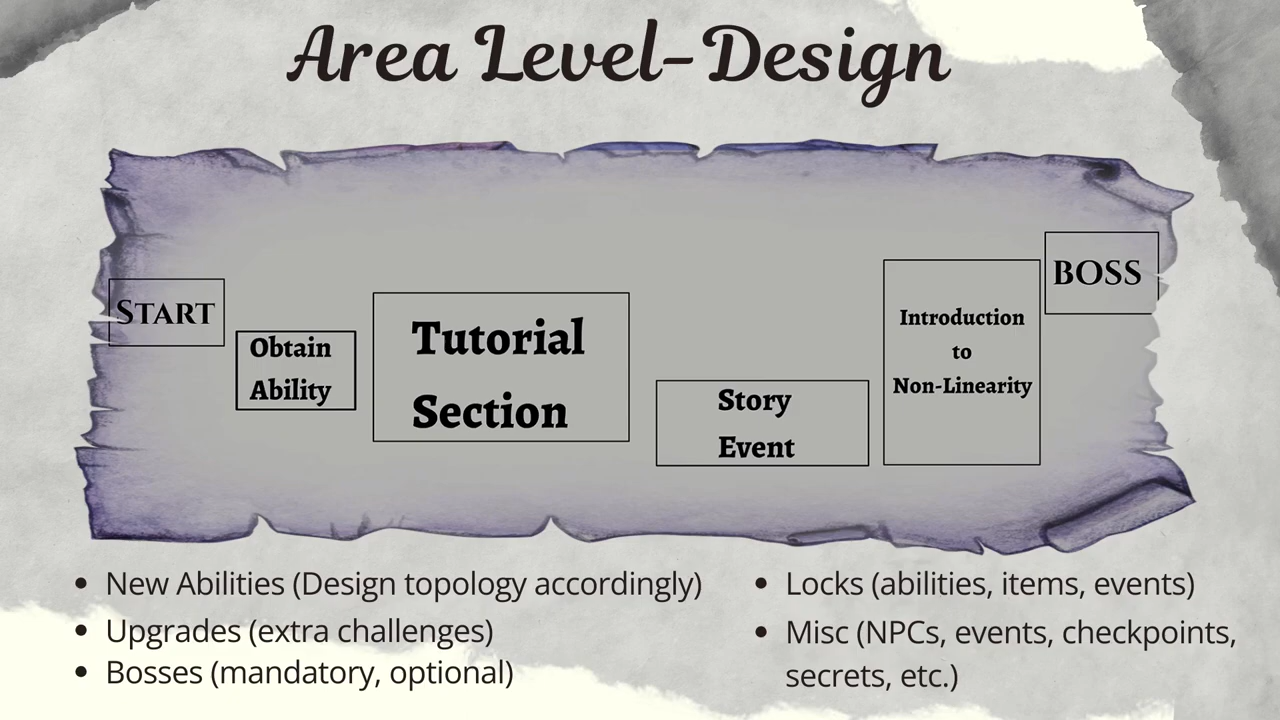 Area Level-Design
START
Obtain
Ability
Tutorial
Section
Story
Event
Introduction
to
Non-Linearity
BOSS
• New Abilities (Design topology accordingly)
• Upgrades (extra challenges)
• Bosses (mandatory, optional)
• Locks (abilities, items, events)
• Misc (NPCs, events, checkpoints,
secrets, etc.)